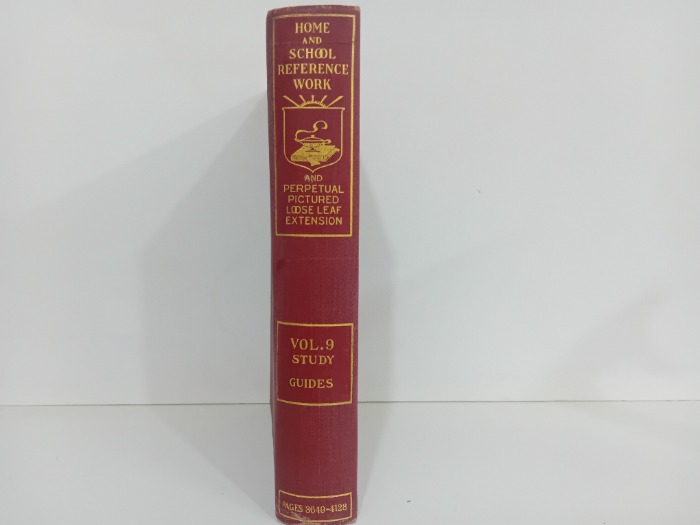 HOME
AND
SCHOOL
REFERENCE
WORK
AND
PERPETUAL
PICTURED
LOOSE LEAF
EXTENSION
VOL.9
STUDY
GUIDES
PAGES 3649-4128